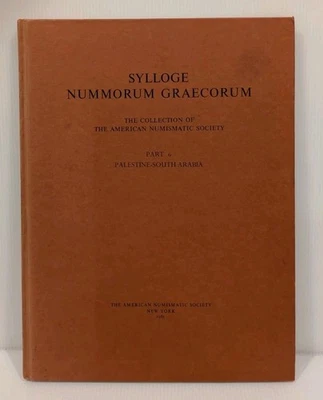 SYLLOGE
NUMMORUM GRAECORUM
THE COLLECTION OF
THE AMERICAN NUMISMATIC SOCIETY
PART
PALESTINE-SOUTH ARABIA
THE AMERICAN NUMISMATIC SOCIETY
NEW YORK